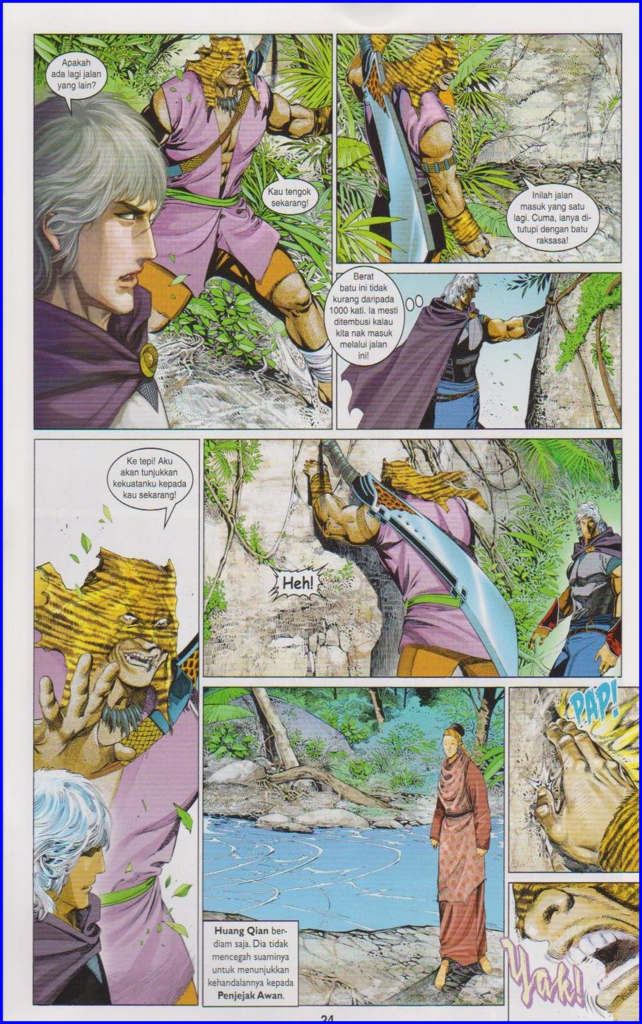 Apakah
ada lagi jalan
yang lain?
Kau tengok
sekarang!
Inilah jalan
masuk yang satu
lagi. Cuma, ianya di-
tutupi dengan batu
raksasa!
Berat
batu ini tidak
kurang daripada
1000 kati. Ia mesti
ditembusi kalau
kita nak masuk
melalui jalan
ini!
Ke tepi! Aku
akan tunjukkan
kekuatanku kepada
kau sekarang!
Heh!
Huang Qian ber-
diam saja. Dia tidak
mencegah suaminya
untuk menunjukkan
kehandalannya kepada
Penjejak Awan.
PAP!
Yak!
24